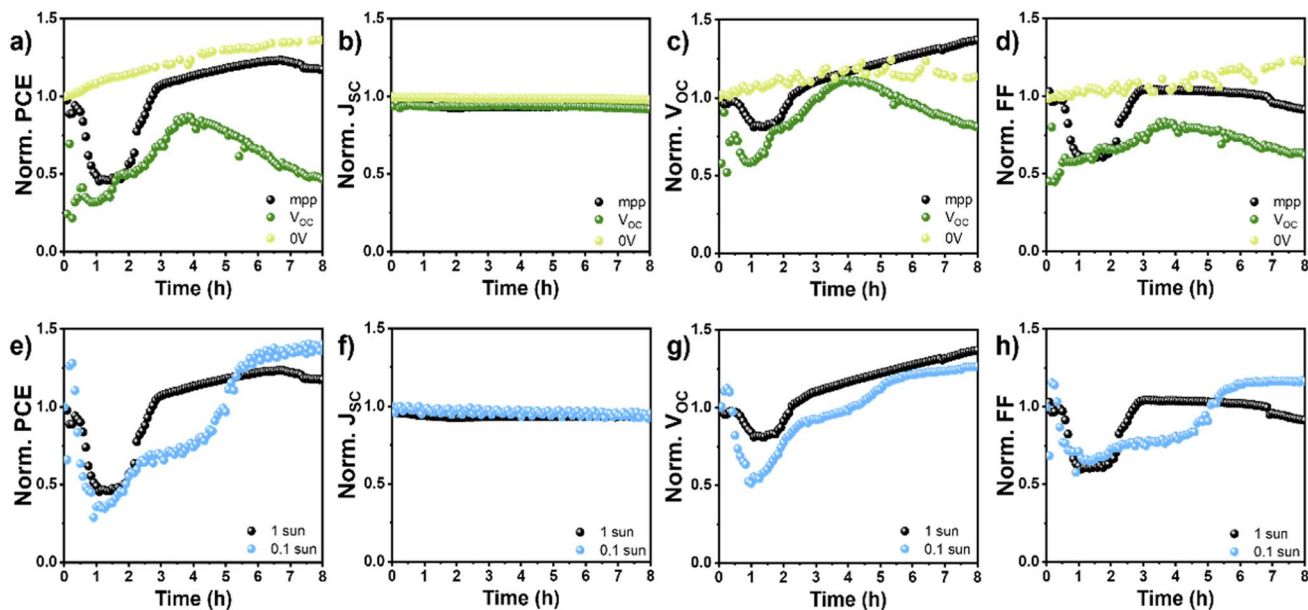 a)
Norm. PCE
1.5
1.0
0.5
0.0
mpp
VOC
0V
0 1 2 3 4 5 6 7 8
Time (h)
b)
Norm. JSC
1.5
1.0
0.5
0.0
mpp
VOC
0V
0 1 2 3 4 5 6 7 8
Time (h)
c)
Norm. VOC
1.5
1.0
0.5
0.0
mpp
VOC
0V
0 1 2 3 4 5 6 7 8
Time (h)
d)
Norm. FF
1.5
1.0
0.5
0.0
mpp
VOC
0V
0 1 2 3 4 5 6 7 8
Time (h)
e)
Norm. PCE
1.5
1.0
0.5
0.0
1 sun
0.1 sun
0 1 2 3 4 5 6 7 8
Time (h)
f)
Norm. JSC
1.5
1.0
0.5
0.0
1 sun
0.1 sun
0 1 2 3 4 5 6 7 8
Time (h)
g)
Norm. VOC
1.5
1.0
0.5
0.0
1 sun
0.1 sun
0 1 2 3 4 5 6 7 8
Time (h)
h)
Norm. FF
1.5
1.0
0.5
0.0
1 sun
0.1 sun
0 1 2 3 4 5 6 7 8
Time (h)